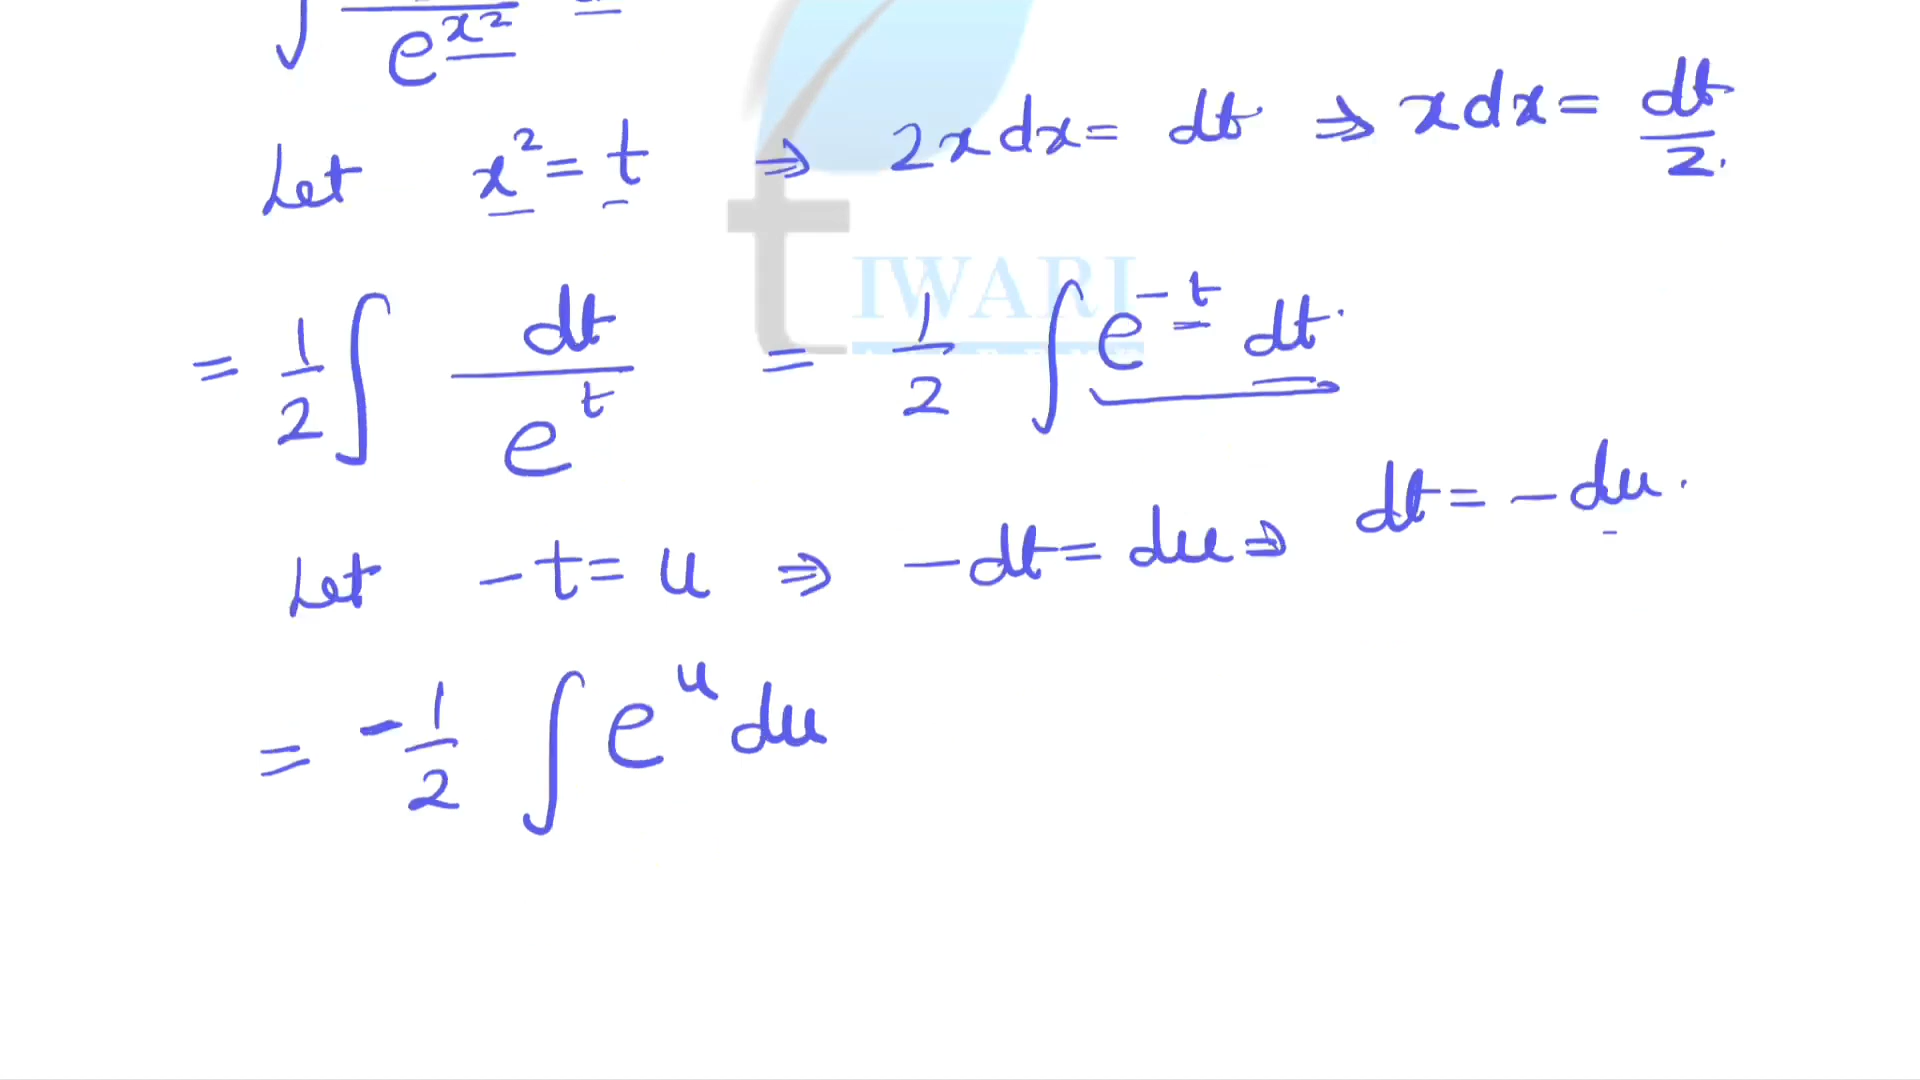 ∫ ―/e^{x²}
Let x² = t ⇒ 2x dx = dt ⇒ x dx = dt/2.
IWARI
= 1/2 ∫ dt/e^t = 1/2 ∫ e^{-t} dt.
Let -t = u ⇒ -dt = du ⇒ dt = -du.
= -1/2 ∫ e^u du